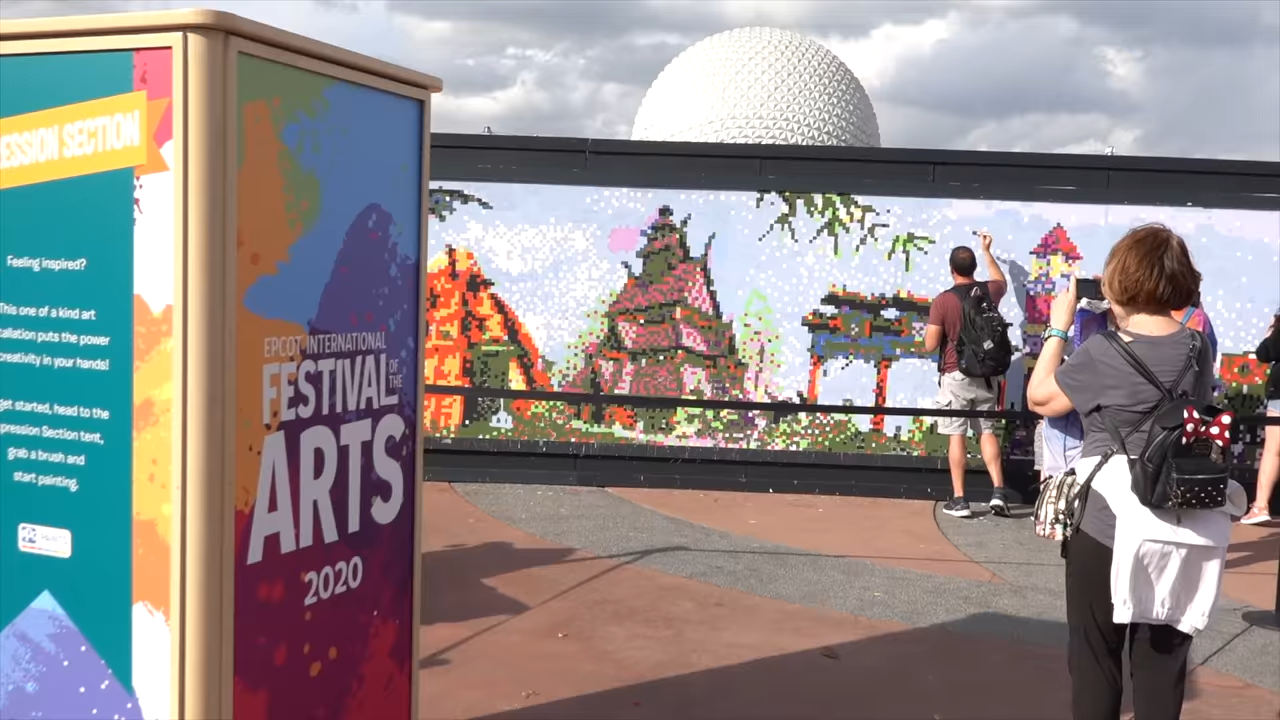 ESSION SECTION
Feeling inspired?
This one of a kind art
tallation puts the power
creativity in your hands!
get started, head to the
pression Section tent,
grab a brush and
start painting.
EPCOT INTERNATIONAL
FESTIVAL OF THE
ARTS
2020